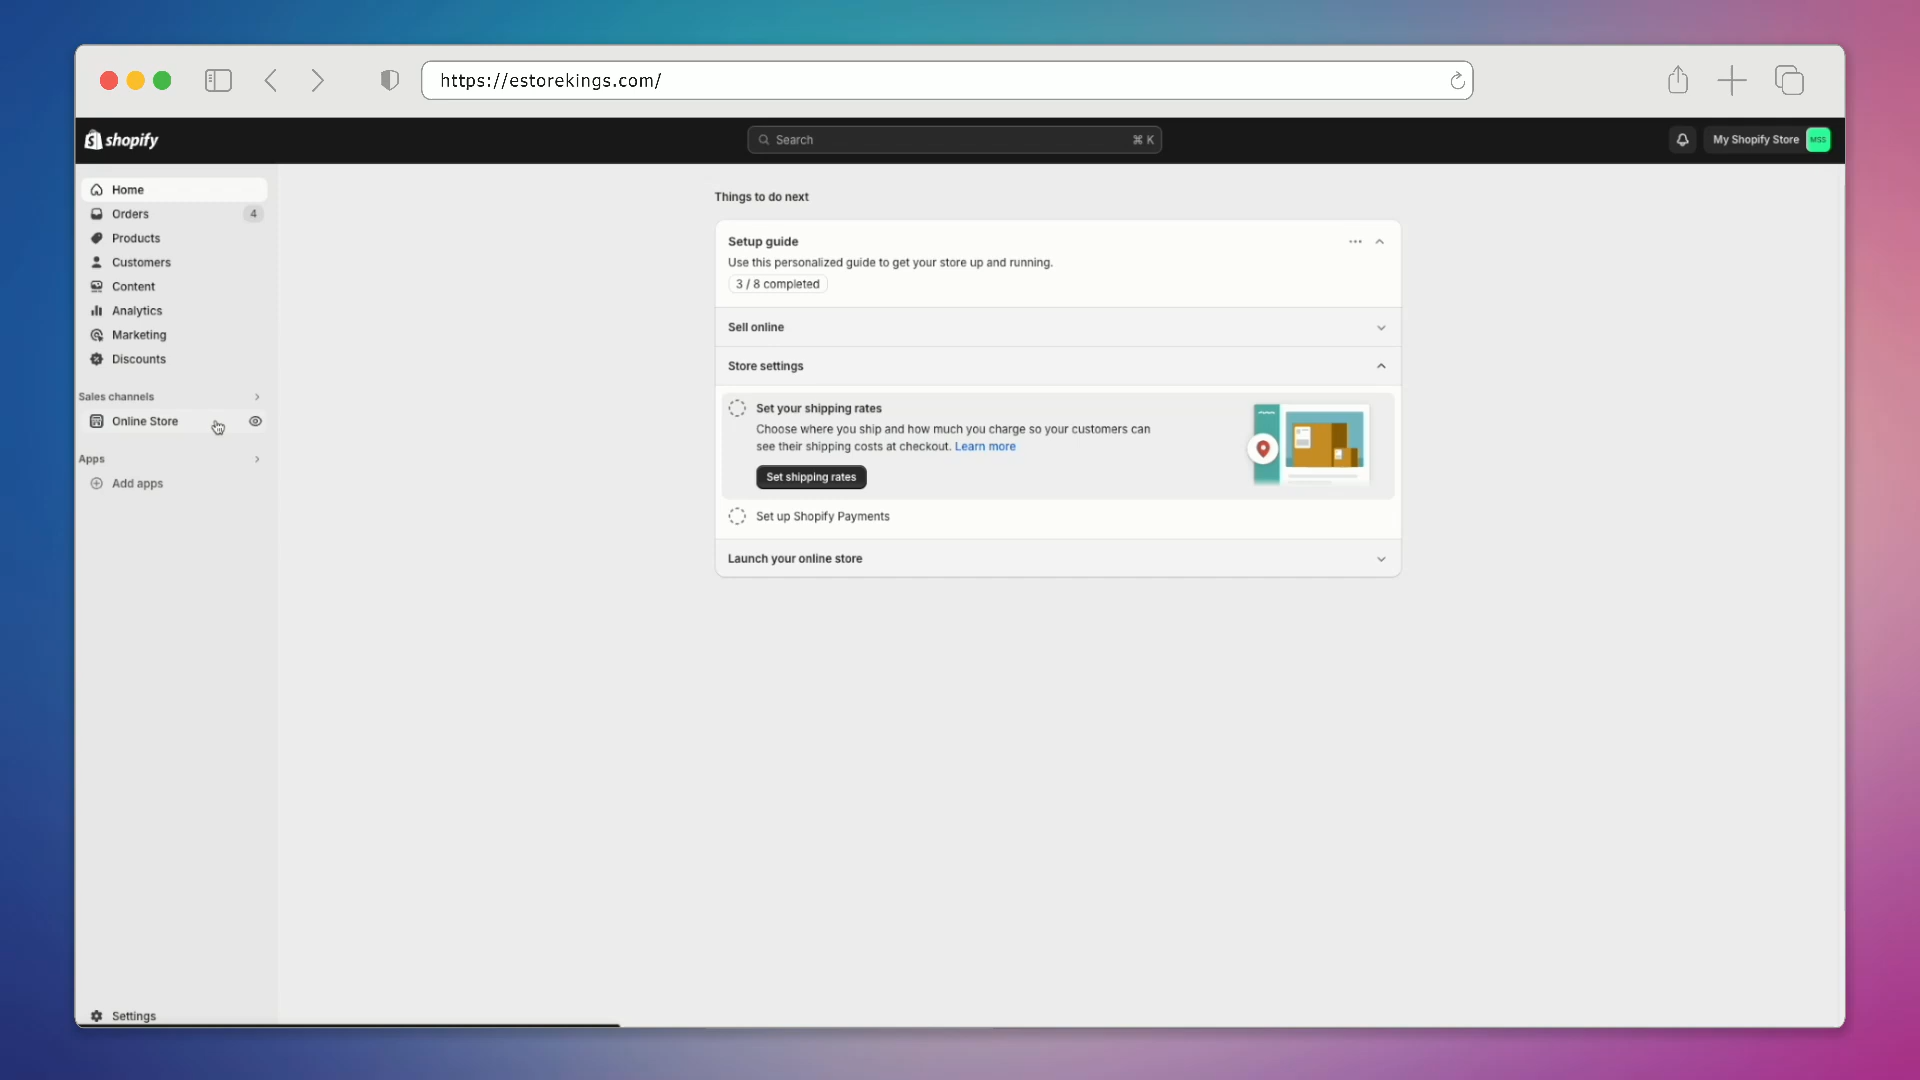 https://estorekings.com/
shopify
Search
⌘ K
My Shopify Store
MSS
Home
Orders
4
Products
Customers
Content
Analytics
Marketing
Discounts
Sales channels
Online Store
Apps
Add apps
Settings
Things to do next
Setup guide
Use this personalized guide to get your store up and running.
3 / 8 completed
Sell online
Store settings
Set your shipping rates
Choose where you ship and how much you charge so your customers can
see their shipping costs at checkout. Learn more
Set shipping rates
Set up Shopify Payments
Launch your online store